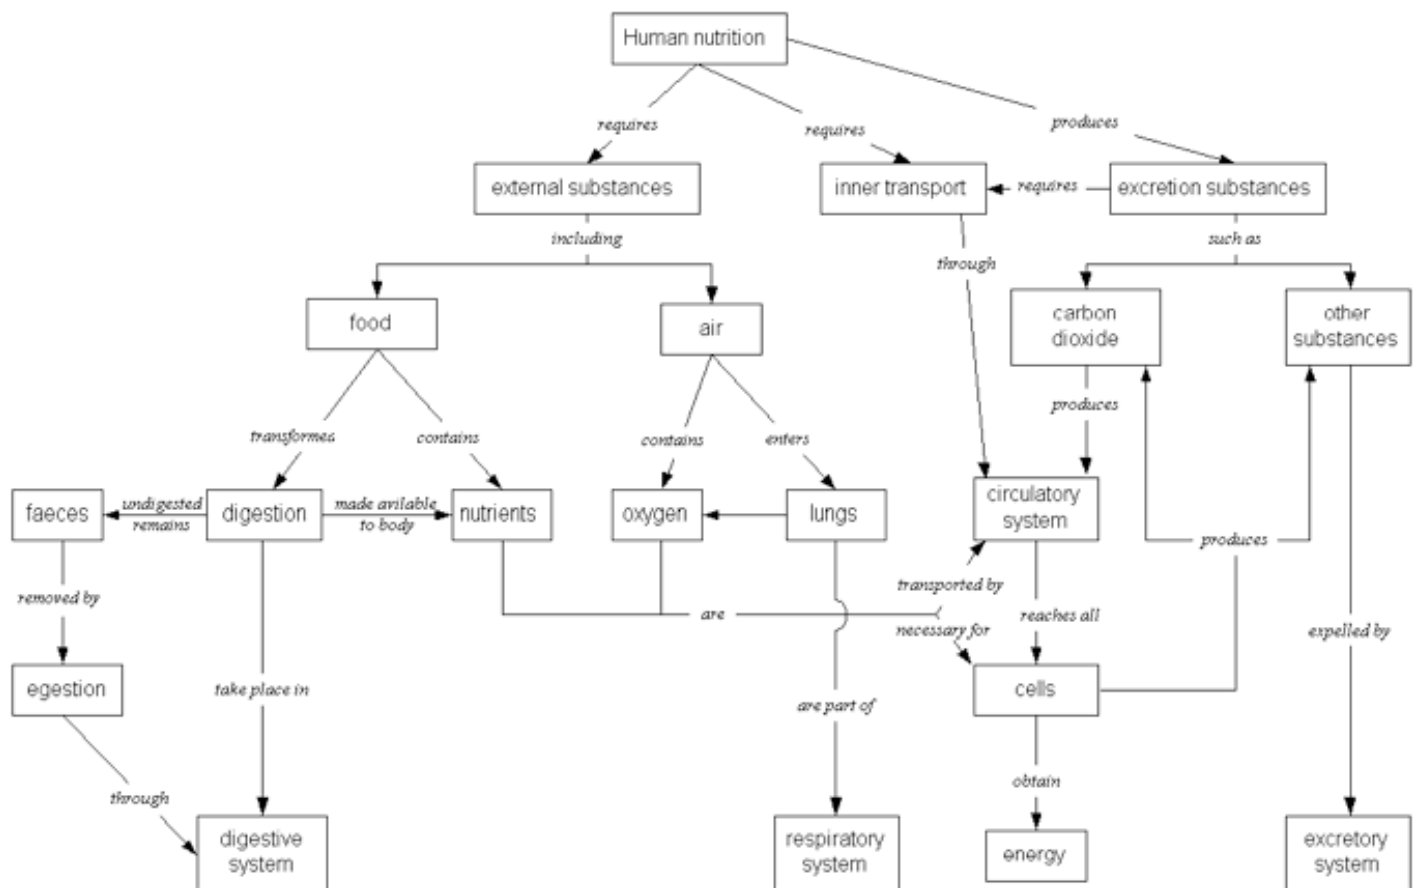 Human nutrition
requires
requires
produces
external substances
inner transport
requires
excretion substances
including
through
such as
food
air
carbon
dioxide
other
substances
transformea
contains
contains
enters
produces
faeces
undigested
remains
digestion
made avilable
to body
nutrients
oxygen
lungs
circulatory
system
produces
removed by
are
transported by
necessary for
reaches all
expelled by
egestion
take place in
are part of
cells
through
obtain
digestive
system
respiratory
system
energy
excretory
system